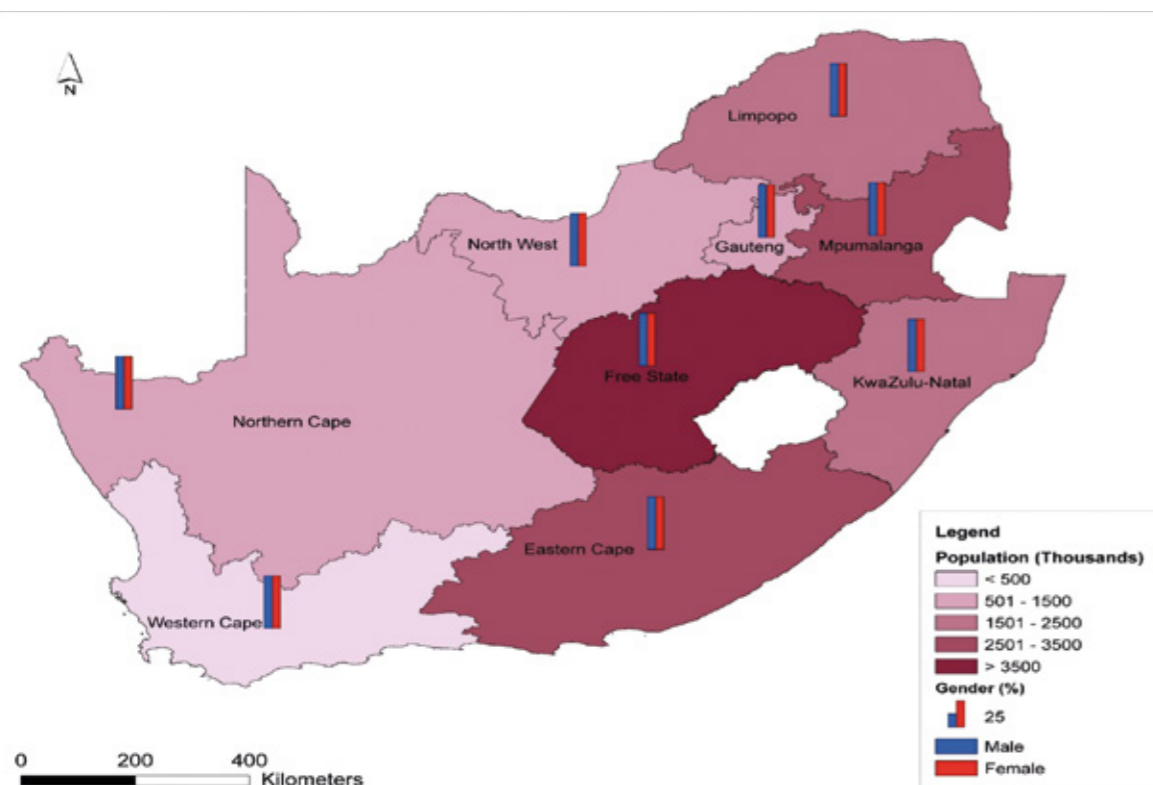 N
Limpopo
North West
Gauteng
Mpumalanga
Free State
KwaZulu-Natal
Northern Cape
Eastern Cape
Western Cape
Legend
Population (Thousands)
< 500
501 - 1500
1501 - 2500
2501 - 3500
> 3500
Gender (%)
25
Male
Female
0 200 400
Kilometers